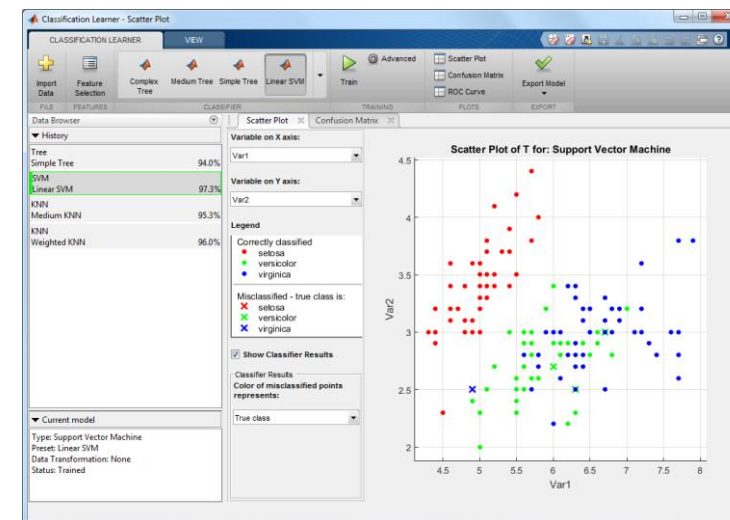 Classification Learner - Scatter Plot
CLASSIFICATION LEARNER VIEW
Import Data
Feature Selection
Complex Tree
Medium Tree
Simple Tree
Linear SVM
Train
Advanced
Scatter Plot
Confusion Matrix
ROC Curve
Export Model
FILE FEATURES CLASSIFIER TRAINING PLOTS EXPORT
Data Browser
History
Tree
Simple Tree 94.0%
SVM
Linear SVM 97.3%
KNN
Medium KNN 95.3%
KNN
Weighted KNN 96.0%
Current model
Type: Support Vector Machine
Preset: Linear SVM
Data Transformation: None
Status: Trained
Scatter Plot Confusion Matrix
Variable on X axis:
Var1
Variable on Y axis:
Var2
Legend
Correctly classified
setosa
versicolor
virginica
Misclassified - true class is:
setosa
versicolor
virginica
Show Classifier Results
Classifier Results
Color of misclassified points
represents:
True class
Scatter Plot of T for: Support Vector Machine
4.5
4
3.5
3
2.5
2
Var2
4.5 5 5.5 6 6.5 7 7.5 8
Var1